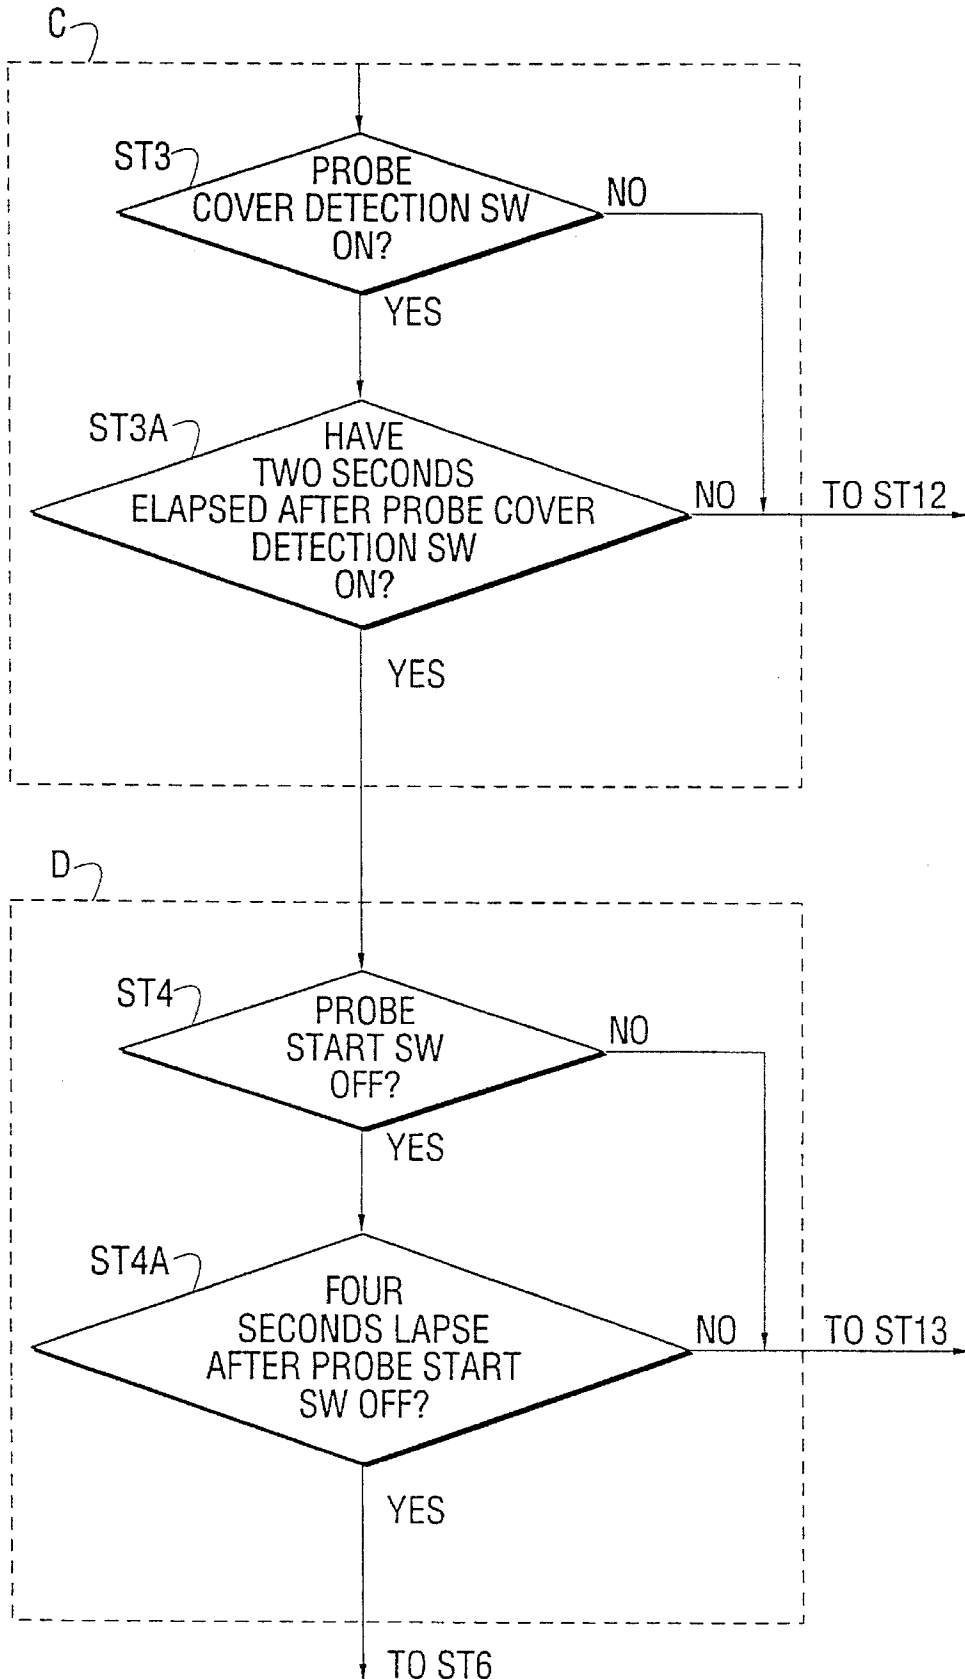 C
ST3
PROBE
COVER DETECTION SW
ON?
NO
YES
ST3A
HAVE
TWO SECONDS
ELAPSED AFTER PROBE COVER
DETECTION SW
ON?
NO
TO ST12
YES
D
ST4
PROBE
START SW
OFF?
NO
YES
ST4A
FOUR
SECONDS LAPSE
AFTER PROBE START
SW OFF?
NO
TO ST13
YES
TO ST6